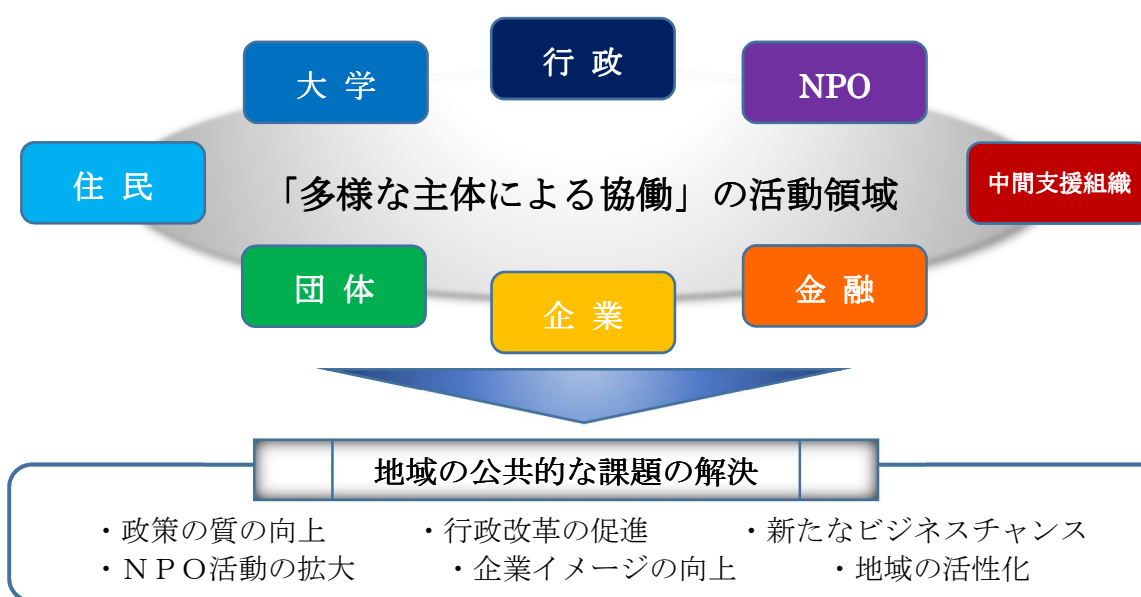 行 政
大 学
NPO
住 民
「多様な主体による協働」の活動領域
中間支援組織
団 体
企 業
金 融
地域の公共的な課題の解決
・政策の質の向上 ・行政改革の促進 ・新たなビジネスチャンス
・ＮＰＯ活動の拡大 ・企業イメージの向上 ・地域の活性化